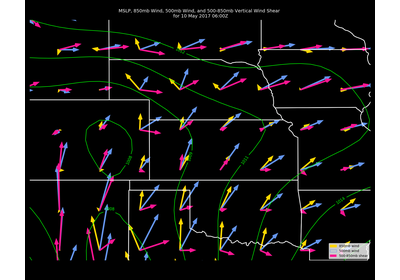 MSLP, 850mb Wind, 500mb Wind, and 500-850mb Vertical Wind Shear
for 10 May 2017 06:00Z
850mb wind
500mb wind
500-850mb shear